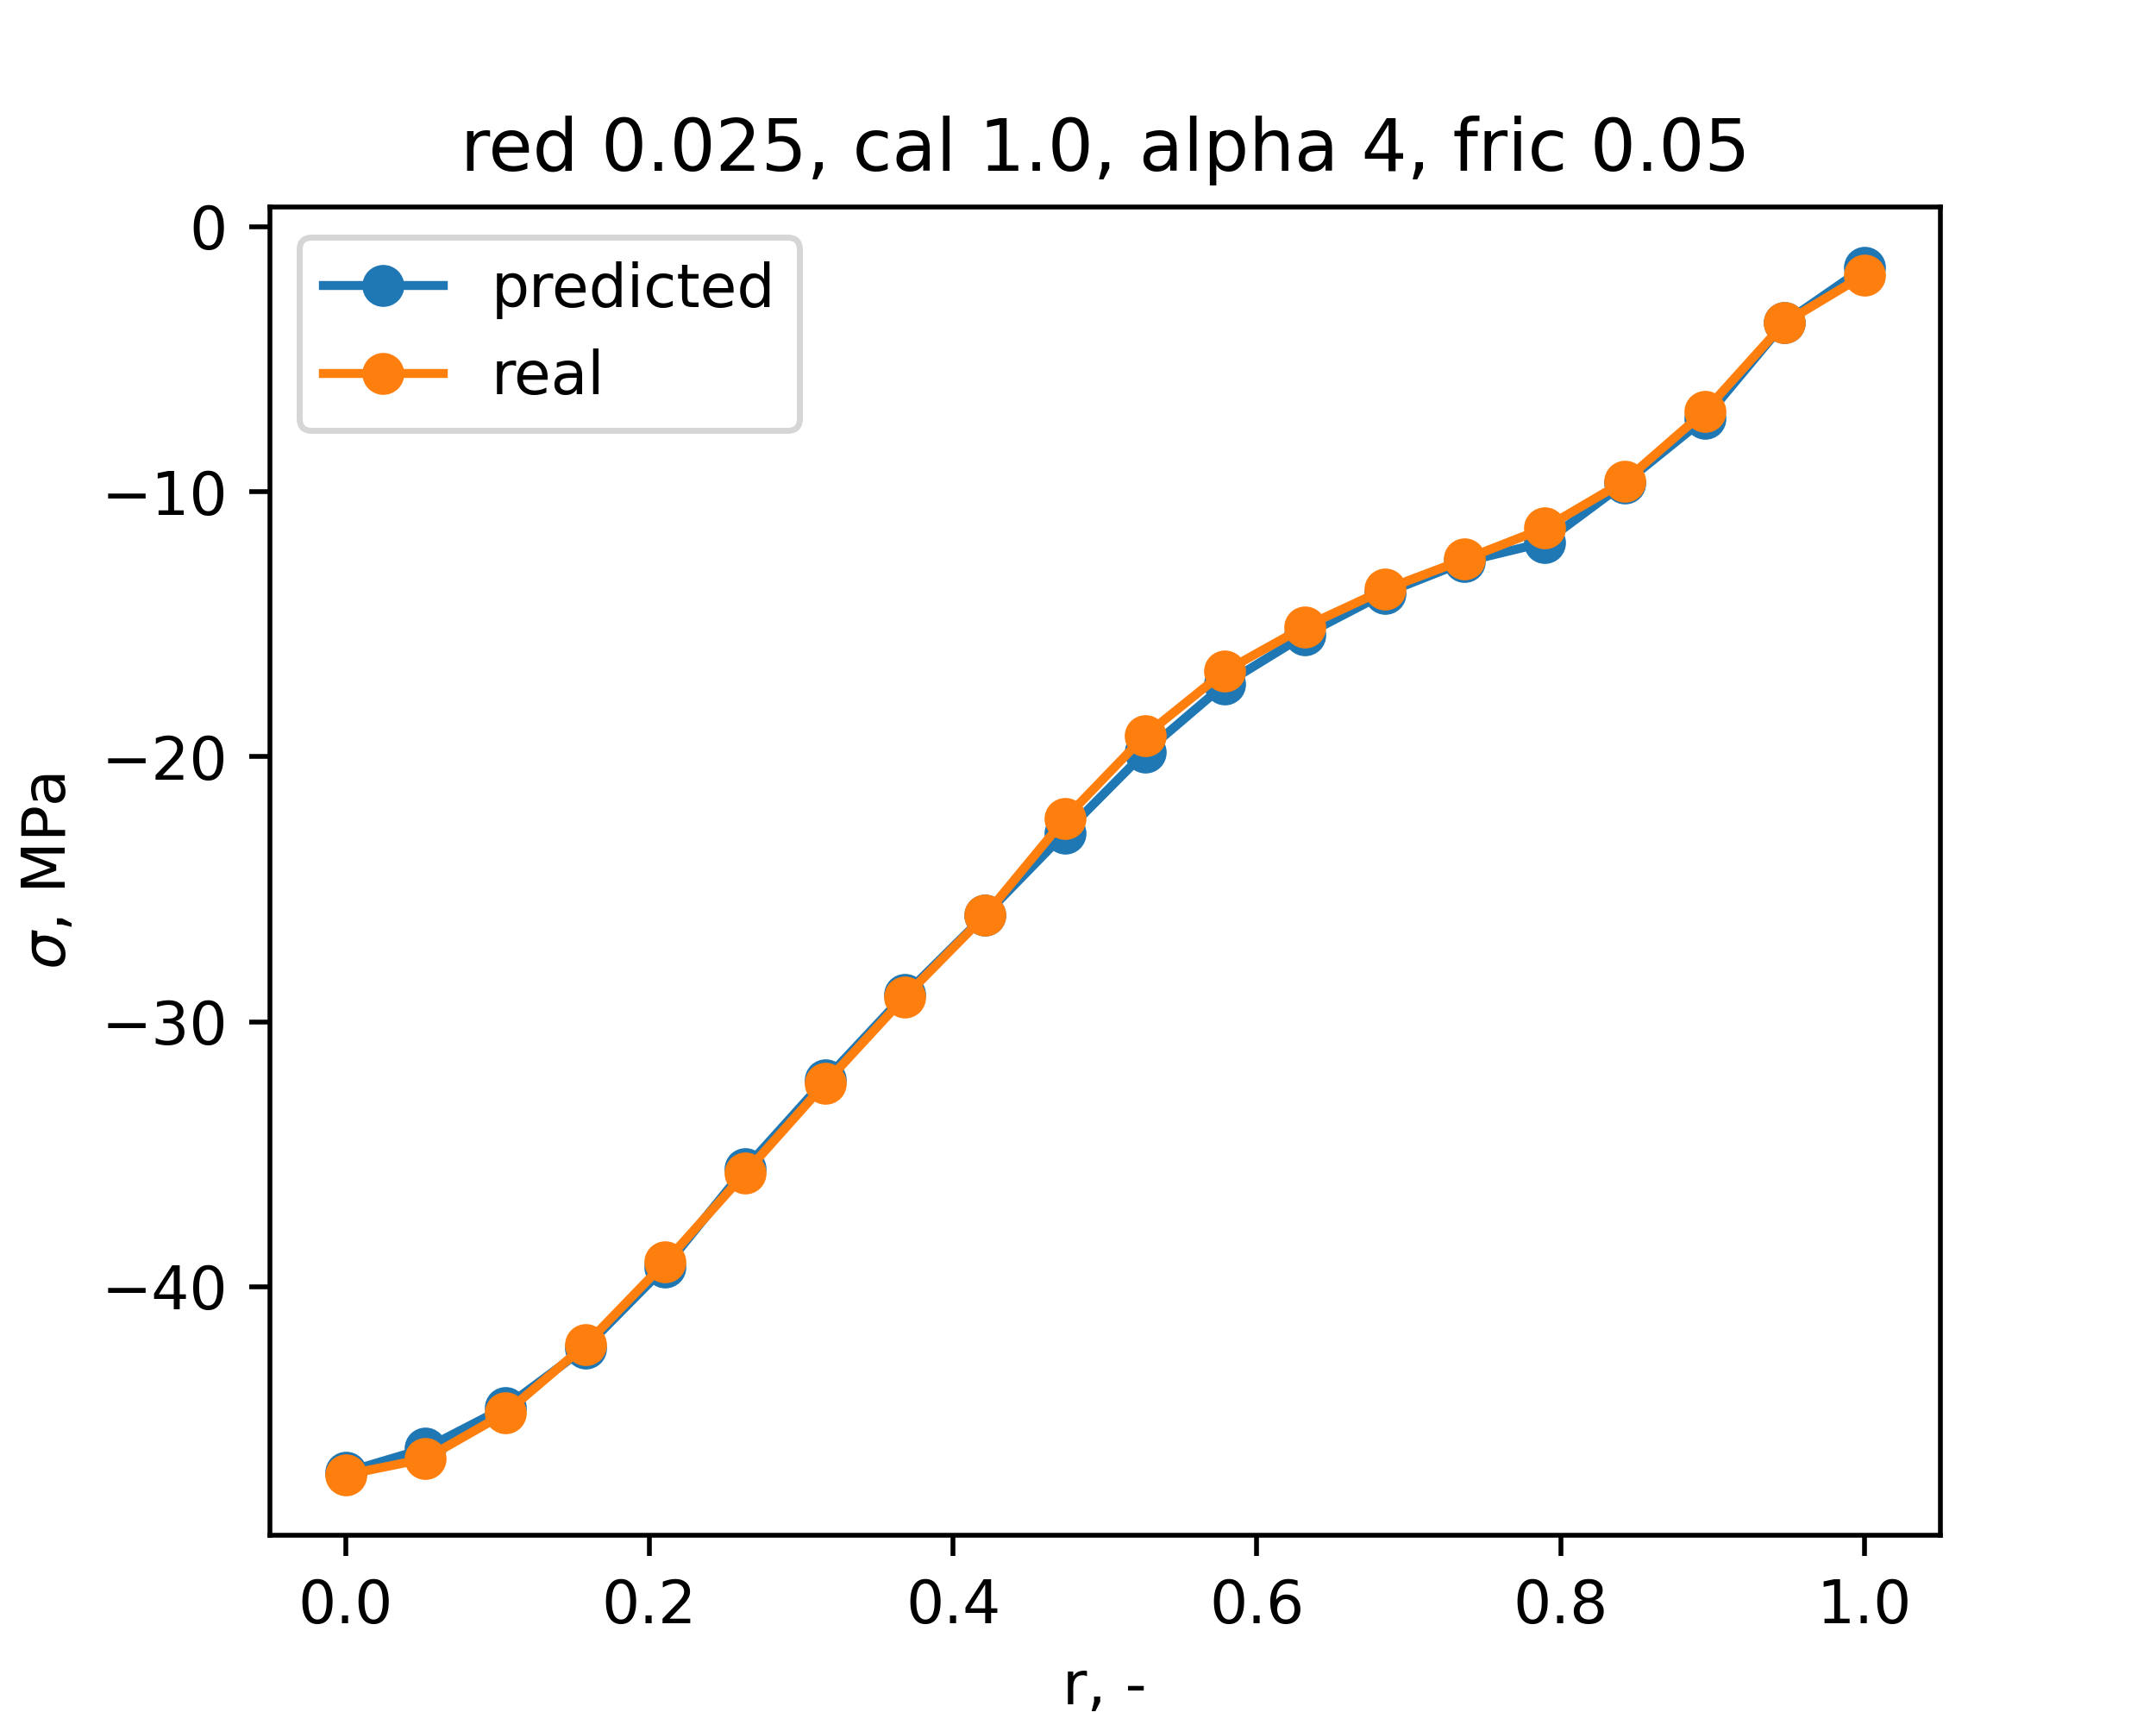 red 0.025, cal 1.0, alpha 4, fric 0.05
predicted
real
0
−10
−20
−30
−40
σ, MPa
0.0 0.2 0.4 0.6 0.8 1.0
r, -